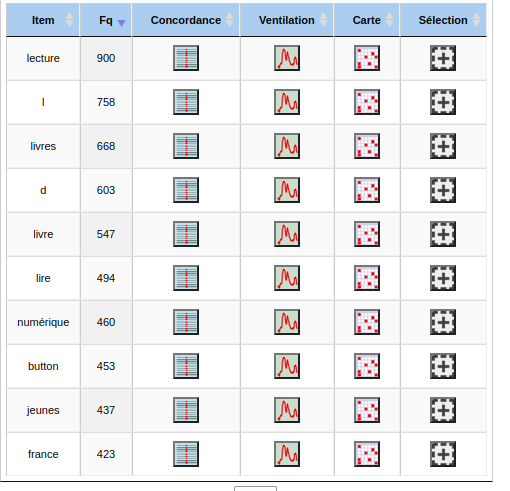 Item Fq Concordance Ventilation Carte Sélection
lecture 900
l 758
livres 668
d 603
livre 547
lire 494
numérique 460
button 453
jeunes 437
france 423